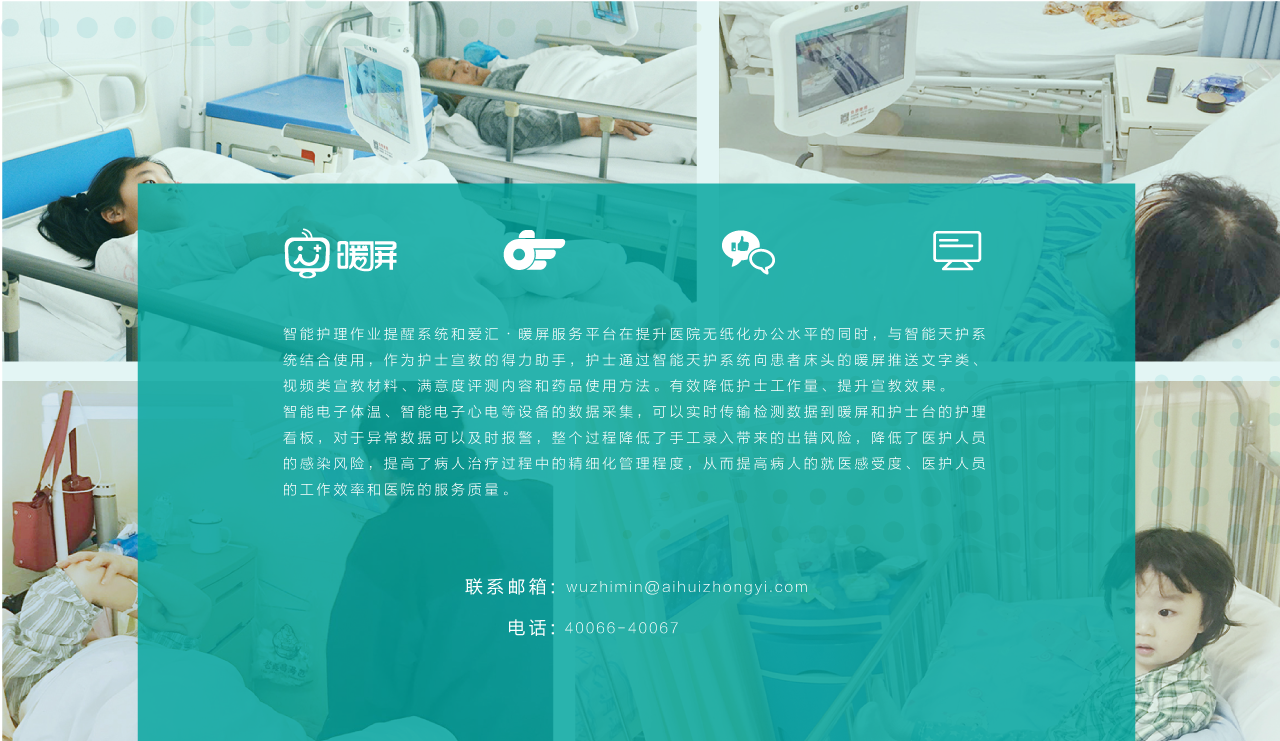 暖屏
智能护理作业提醒系统和爱汇·暖屏服务平台在提升医院无纸化办公水平的同时，与智能天护系
统结合使用，作为护士宣教的得力助手，护士通过智能天护系统向患者床头的暖屏推送文字类、
视频类宣教材料、满意度评测内容和药品使用方法。有效降低护士工作量、提升宣教效果。
智能电子体温、智能电子心电等设备的数据采集，可以实时传输检测数据到暖屏和护士台的护理
看板，对于异常数据可以及时报警，整个过程降低了手工录入带来的出错风险，降低了医护人员
的感染风险，提高了病人治疗过程中的精细化管理程度，从而提高病人的就医感受度、医护人员
的工作效率和医院的服务质量。
联系邮箱：wuzhimin@aihuizhongyi.com
电话：40066-40067